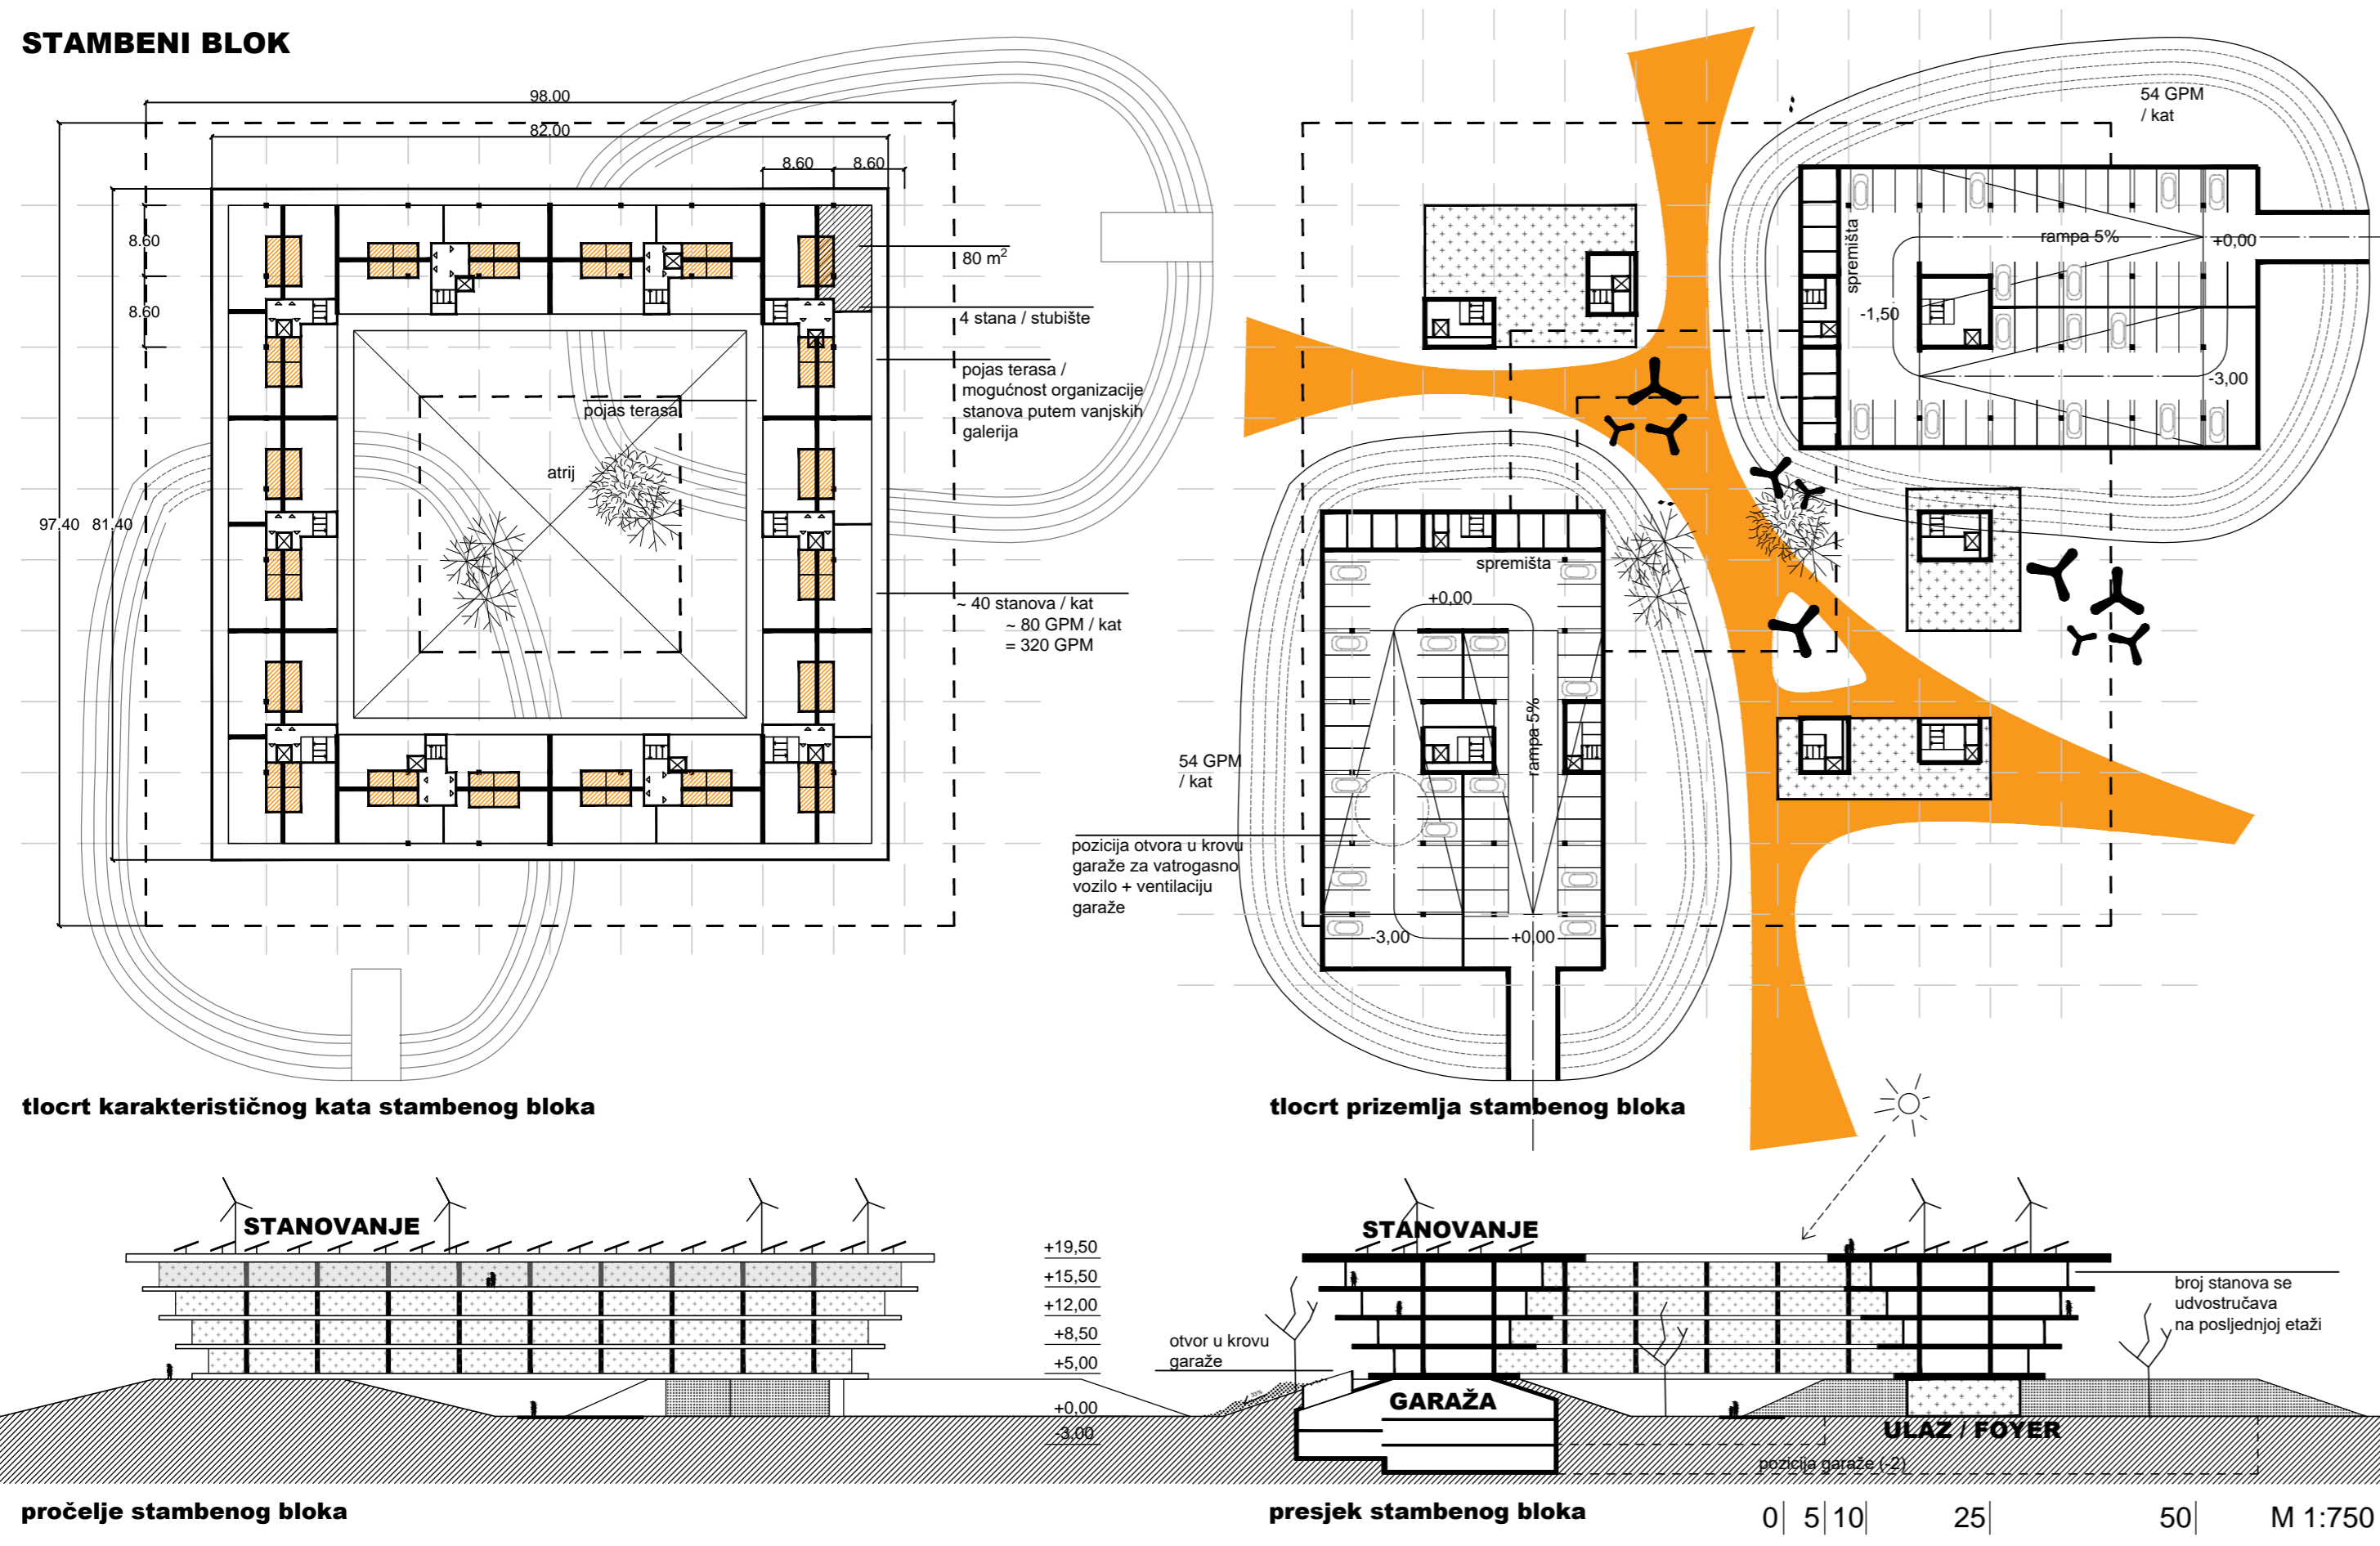 STAMBENI BLOK
98,00
82,00
8.60
8.60
8.60
8.60
97,40
81,40
80 m²
4 stana / stubište
pojas terasa /
mogućnost organizacije
stanova putem vanjskih
galerija
pojas terasa
atrij
~ 40 stanova / kat
~ 80 GPM / kat
= 320 GPM
tlocrt karakterističnog kata stambenog bloka
54 GPM
/ kat
spremišta
rampa 5%
+0,00
-1,50
-3,00
spremišta
+0,00
rampa 5%
54 GPM
/ kat
pozicija otvora u krovu
garaže za vatrogasno
vozilo + ventilaciju
garaže
-3,00
+0,00
tlocrt prizemlja stambenog bloka
STANOVANJE
+19,50
+15,50
+12,00
+8,50
+5,00
+0,00
-3,00
pročelje stambenog bloka
STANOVANJE
otvor u krovu
garaže
GARAŽA
broj stanova se
udvostručava
na posljednjoj etaži
ULAZ / FOYER
pozicija garaže (-2)
presjek stambenog bloka
0 5 10 25 50 M 1:750